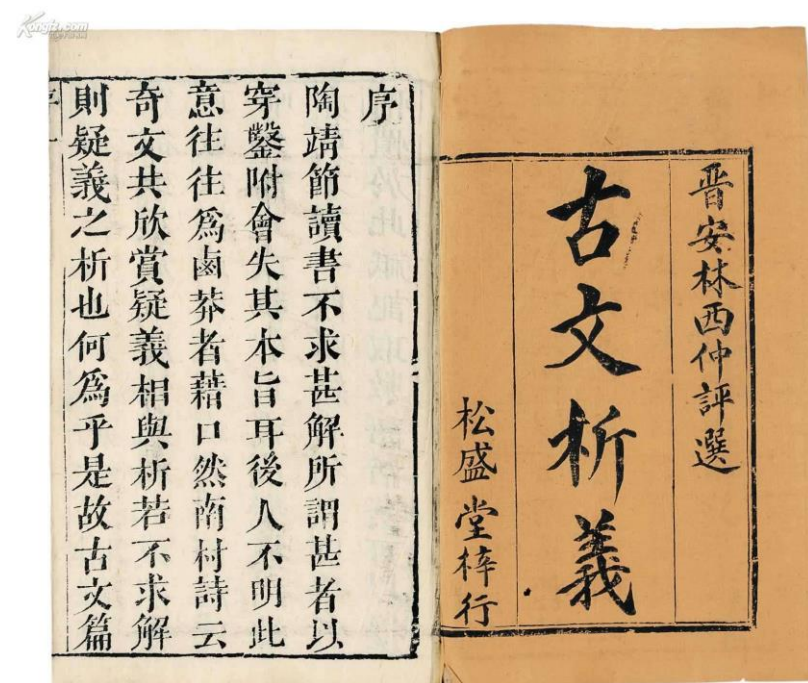 晋安林西仲評選
古文析義
松盛堂梓行
序
陶靖節讀書不求甚解所謂甚者以
穿鑿附會失其本旨耳後人不明此
意往往爲鹵莽者藉口然南村詩云
奇文共欣賞疑義相與析若不求解
則疑義之析也何爲乎是故古文篇
Kongfz.com